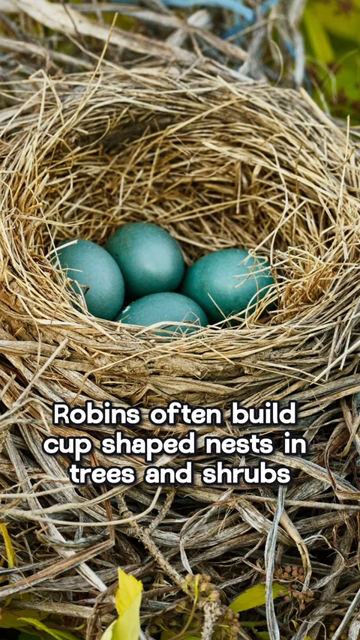 Robins often build
cup shaped nests in
trees and shrubs